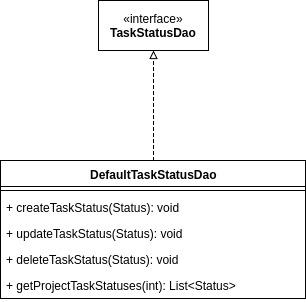 «interface»
TaskStatusDao
DefaultTaskStatusDao
+ createTaskStatus(Status): void
+ updateTaskStatus(Status): void
+ deleteTaskStatus(Status): void
+ getProjectTaskStatuses(int): List<Status>